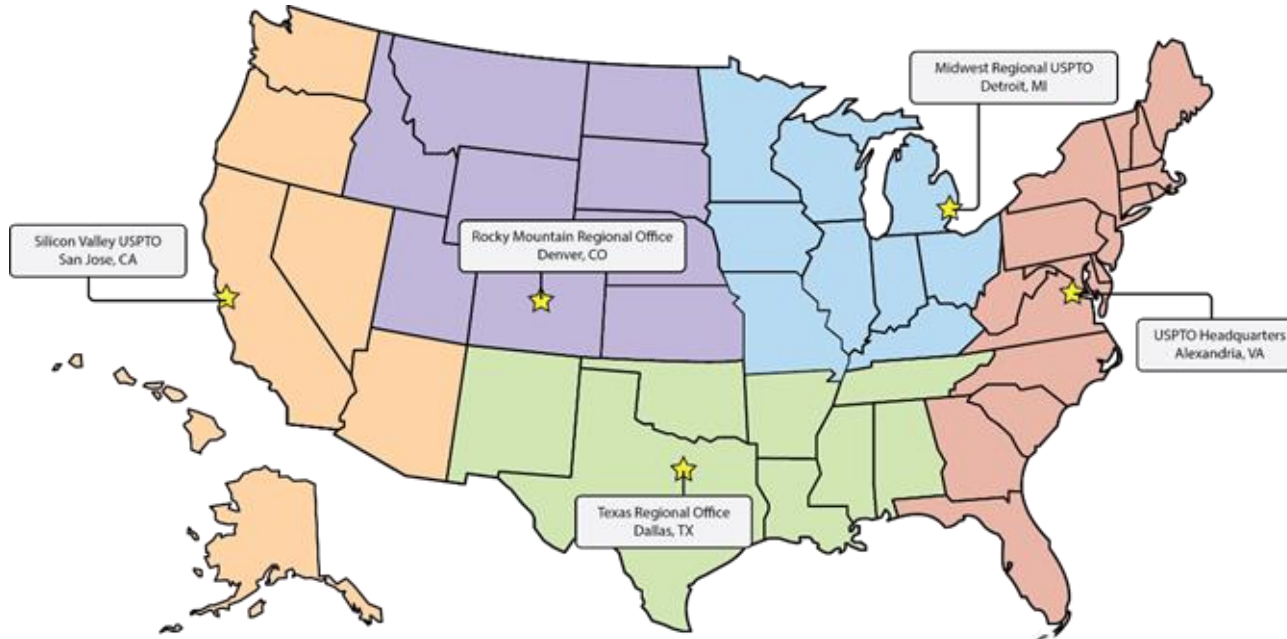 Midwest Regional USPTO
Detroit, MI
Silicon Valley USPTO
San Jose, CA
Rocky Mountain Regional Office
Denver, CO
USPTO Headquarters
Alexandria, VA
Texas Regional Office
Dallas, TX